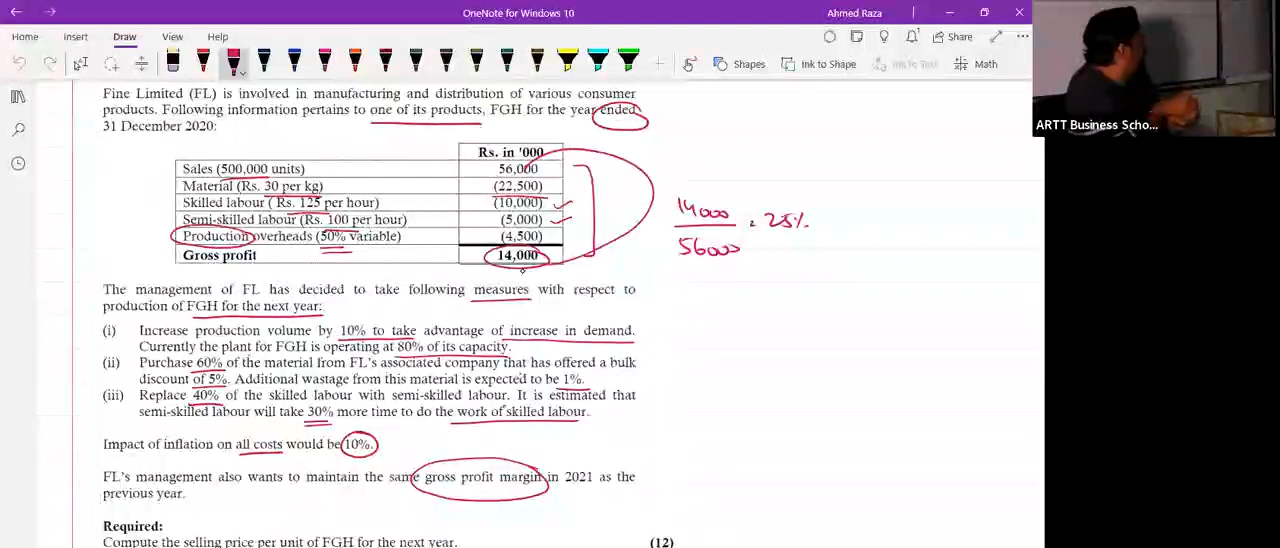 OneNote for Windows 10
Ahmed Raza
Home Insert Draw View Help
Share
Shapes Ink to Shape Ink to Text Math
Fine Limited (FL) is involved in manufacturing and distribution of various consumer
products. Following information pertains to one of its products, FGH for the year ended
31 December 2020:
Rs. in '000
Sales (500,000 units) 56,000
Material (Rs. 30 per kg) (22,500)
Skilled labour ( Rs. 125 per hour) (10,000)
Semi-skilled labour (Rs. 100 per hour) (5,000)
Production overheads (50% variable) (4,500)
Gross profit 14,000
14000
56000
= 25%
The management of FL has decided to take following measures with respect to
production of FGH for the next year:
(i) Increase production volume by 10% to take advantage of increase in demand.
Currently the plant for FGH is operating at 80% of its capacity.
(ii) Purchase 60% of the material from FL's associated company that has offered a bulk
discount of 5%. Additional wastage from this material is expected to be 1%.
(iii) Replace 40% of the skilled labour with semi-skilled labour. It is estimated that
semi-skilled labour will take 30% more time to do the work of skilled labour.
Impact of inflation on all costs would be 10%.
FL's management also wants to maintain the same gross profit margin in 2021 as the
previous year.
Required:
Compute the selling price per unit of FGH for the next year. (12)
ARTT Business Scho...